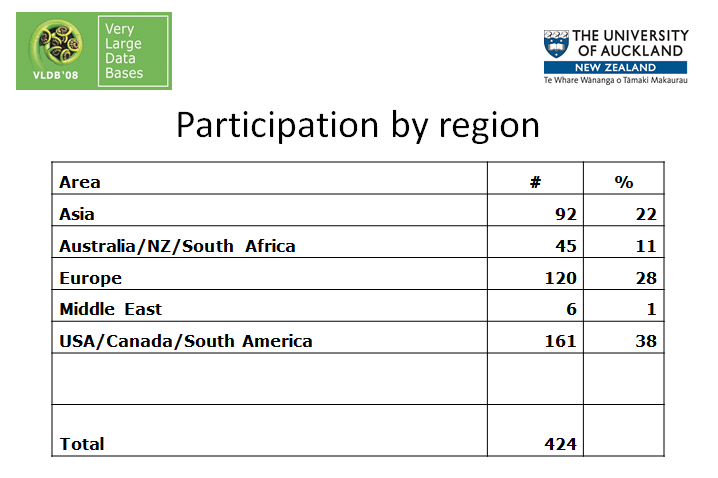 VLDB'08
Very
Large
Data
Bases
THE UNIVERSITY
OF AUCKLAND
NEW ZEALAND
Te Whare Wānanga o Tāmaki Makaurau
Participation by region
Area # %
Asia 92 22
Australia/NZ/South Africa 45 11
Europe 120 28
Middle East 6 1
USA/Canada/South America 161 38
Total 424